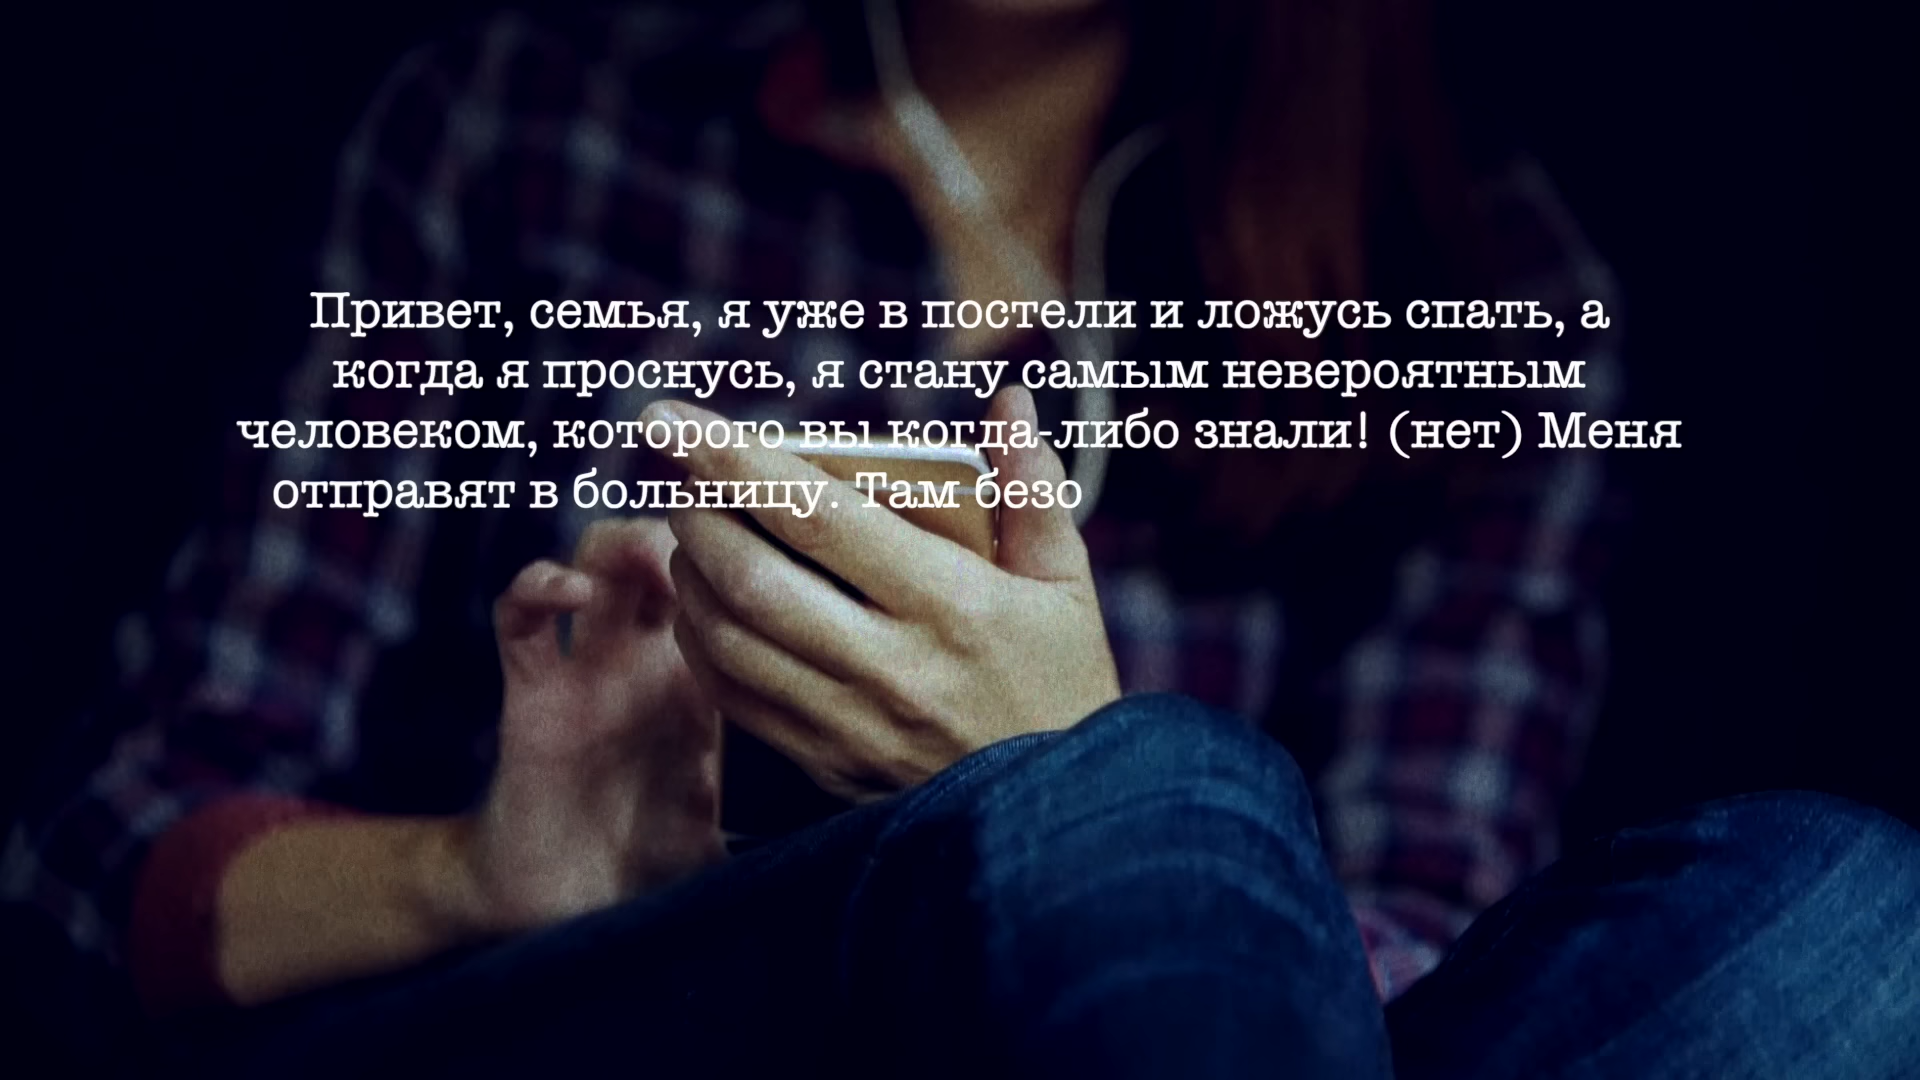 Привет, семья, я уже в постели и ложусь спать, а
когда я проснусь, я стану самым невероятным
человеком, которого вы когда-либо знали! (нет) Меня
отправят в больницу. Там безо